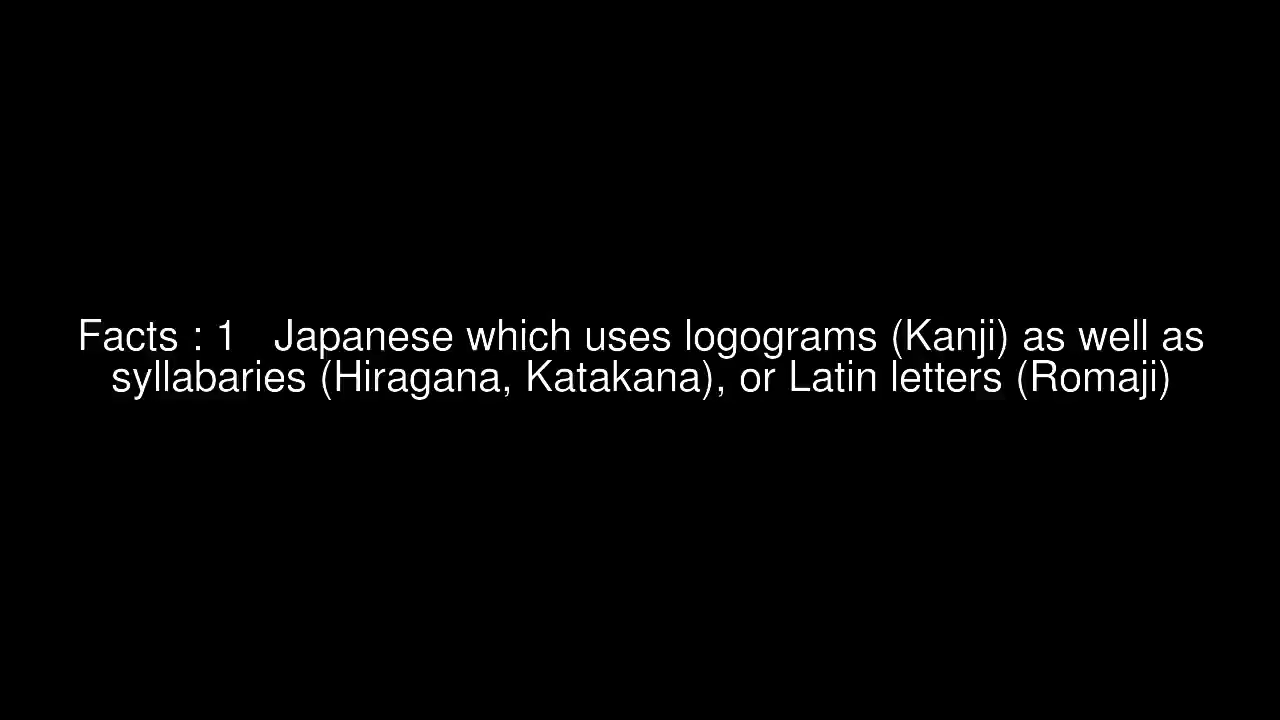 Facts : 1   Japanese which uses logograms (Kanji) as well as
syllabaries (Hiragana, Katakana), or Latin letters (Romaji)